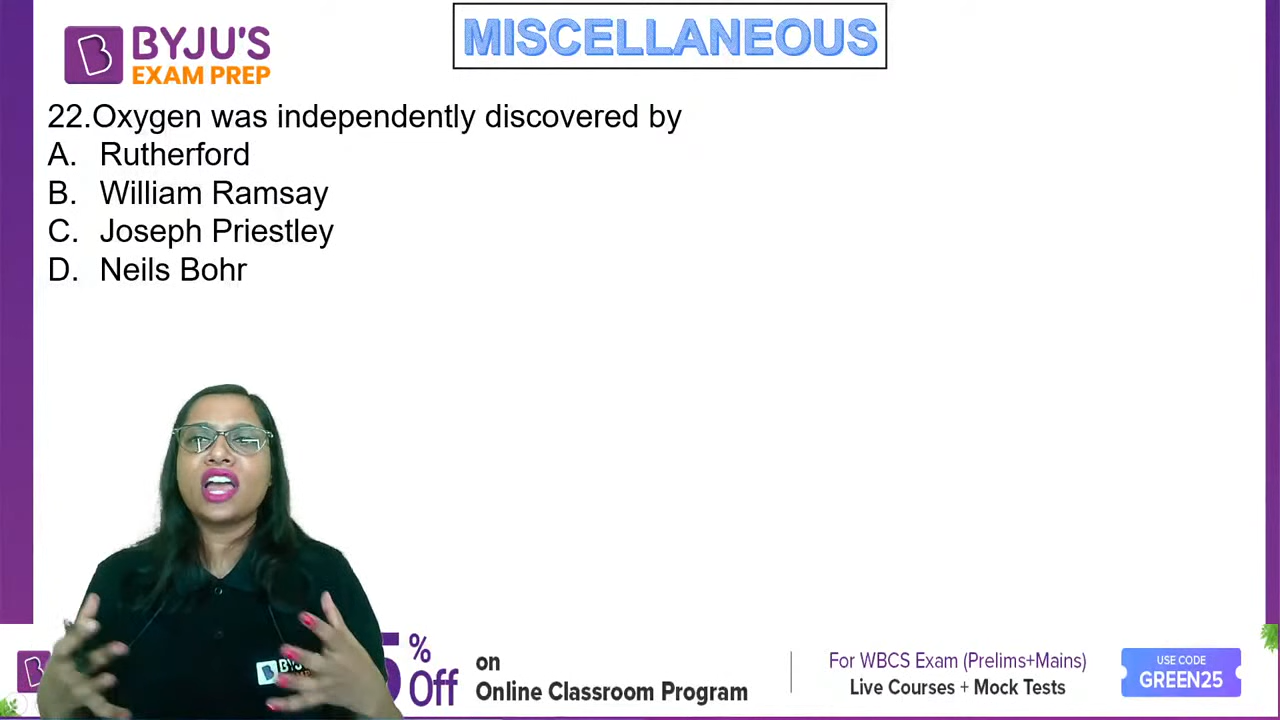 BYJU'S
EXAM PREP
MISCELLANEOUS
22.Oxygen was independently discovered by
A. Rutherford
B. William Ramsay
C. Joseph Priestley
D. Neils Bohr
5% Off
on
Online Classroom Program
For WBCS Exam (Prelims+Mains)
Live Courses + Mock Tests
USE CODE
GREEN25